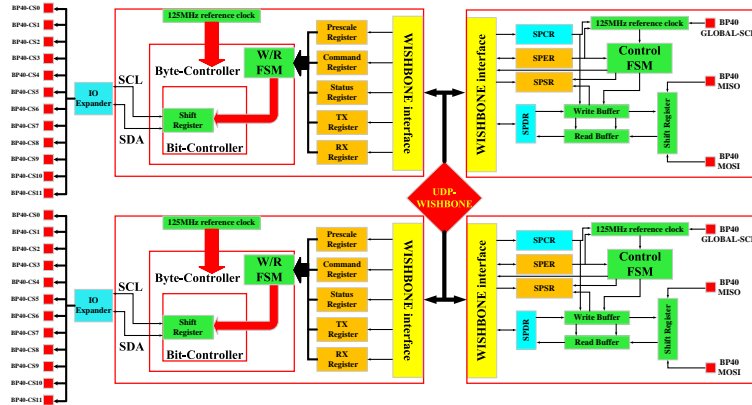 BP40-CS0
BP40-CS1
BP40-CS2
BP40-CS3
BP40-CS4
BP40-CS5
BP40-CS6
BP40-CS7
BP40-CS8
BP40-CS9
BP40-CS10
BP40-CS11
IO
Expander
SCL
SDA
125MHz reference clock
Byte-Controller
W/R
FSM
Shift
Register
Bit-Controller
Prescale
Register
Command
Register
Status
Register
TX
Register
RX
Register
WISHBONE interface
WISHBONE interface
SPCR
SPER
SPSR
SPDR
125MHz reference clock
Control
FSM
Write Buffer
Read Buffer
Shift Register
BP40
MISO
BP40
MOSI
UDP-
WISHBONE
BP40-CS0
BP40-CS1
BP40-CS2
BP40-CS3
BP40-CS4
BP40-CS5
BP40-CS6
BP40-CS7
BP40-CS8
BP40-CS9
BP40-CS10
BP40-CS11
IO
Expander
SCL
SDA
125MHz reference clock
Byte-Controller
W/R
FSM
Shift
Register
Bit-Controller
Prescale
Register
Command
Register
Status
Register
TX
Register
RX
Register
WISHBONE interface
WISHBONE interface
SPCR
SPER
SPSR
SPDR
125MHz reference clock
Control
FSM
Write Buffer
Read Buffer
Shift Register
BP40
BP40
MISO
BP40
MOSI